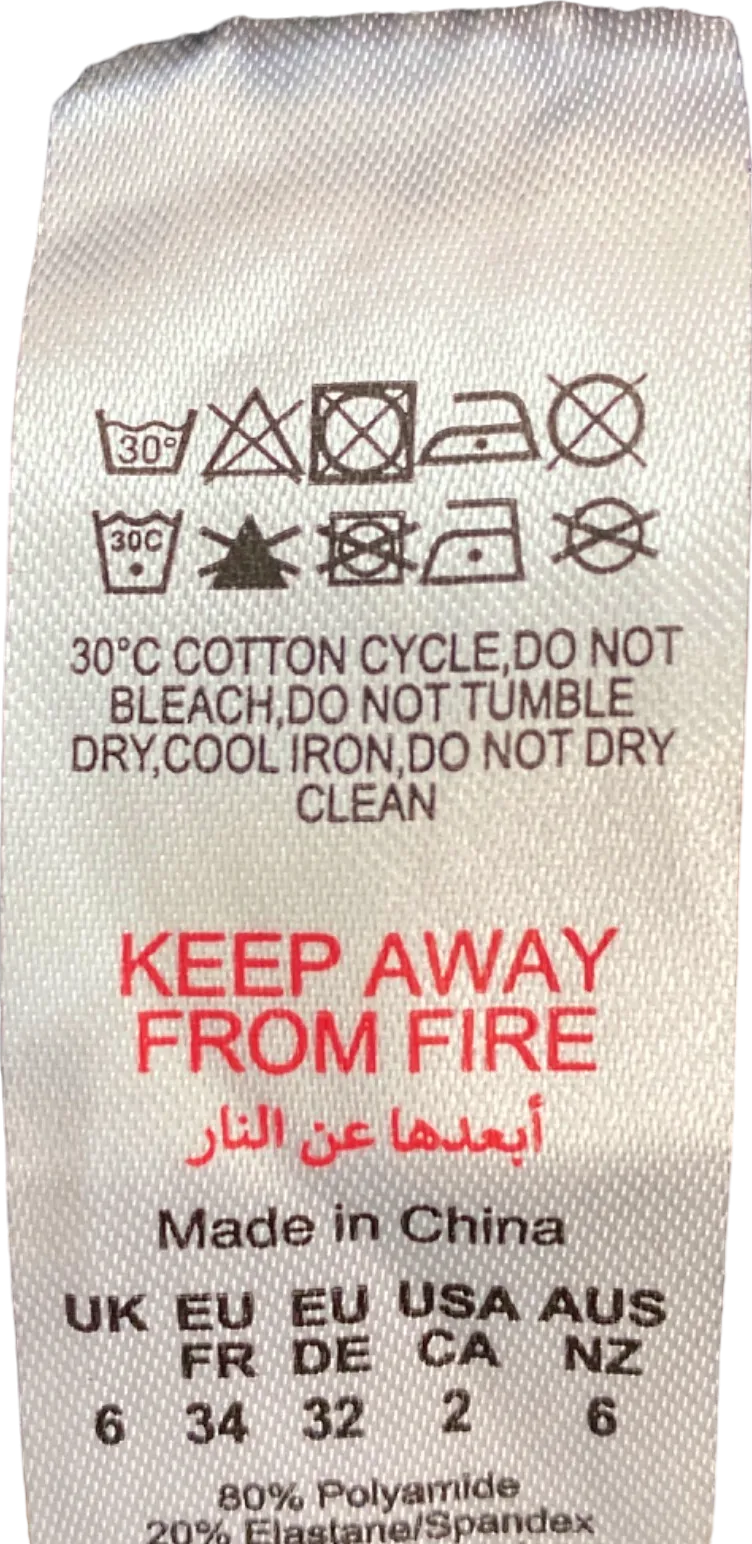 30°
30C
30°C COTTON CYCLE,DO NOT
BLEACH,DO NOT TUMBLE
DRY,COOL IRON,DO NOT DRY
CLEAN
KEEP AWAY
FROM FIRE
أبعدها عن النار
Made in China
UK EU EU USA AUS
FR DE CA NZ
6 34 32 2 6
80% Polyamide
20% Elastane/Spandex